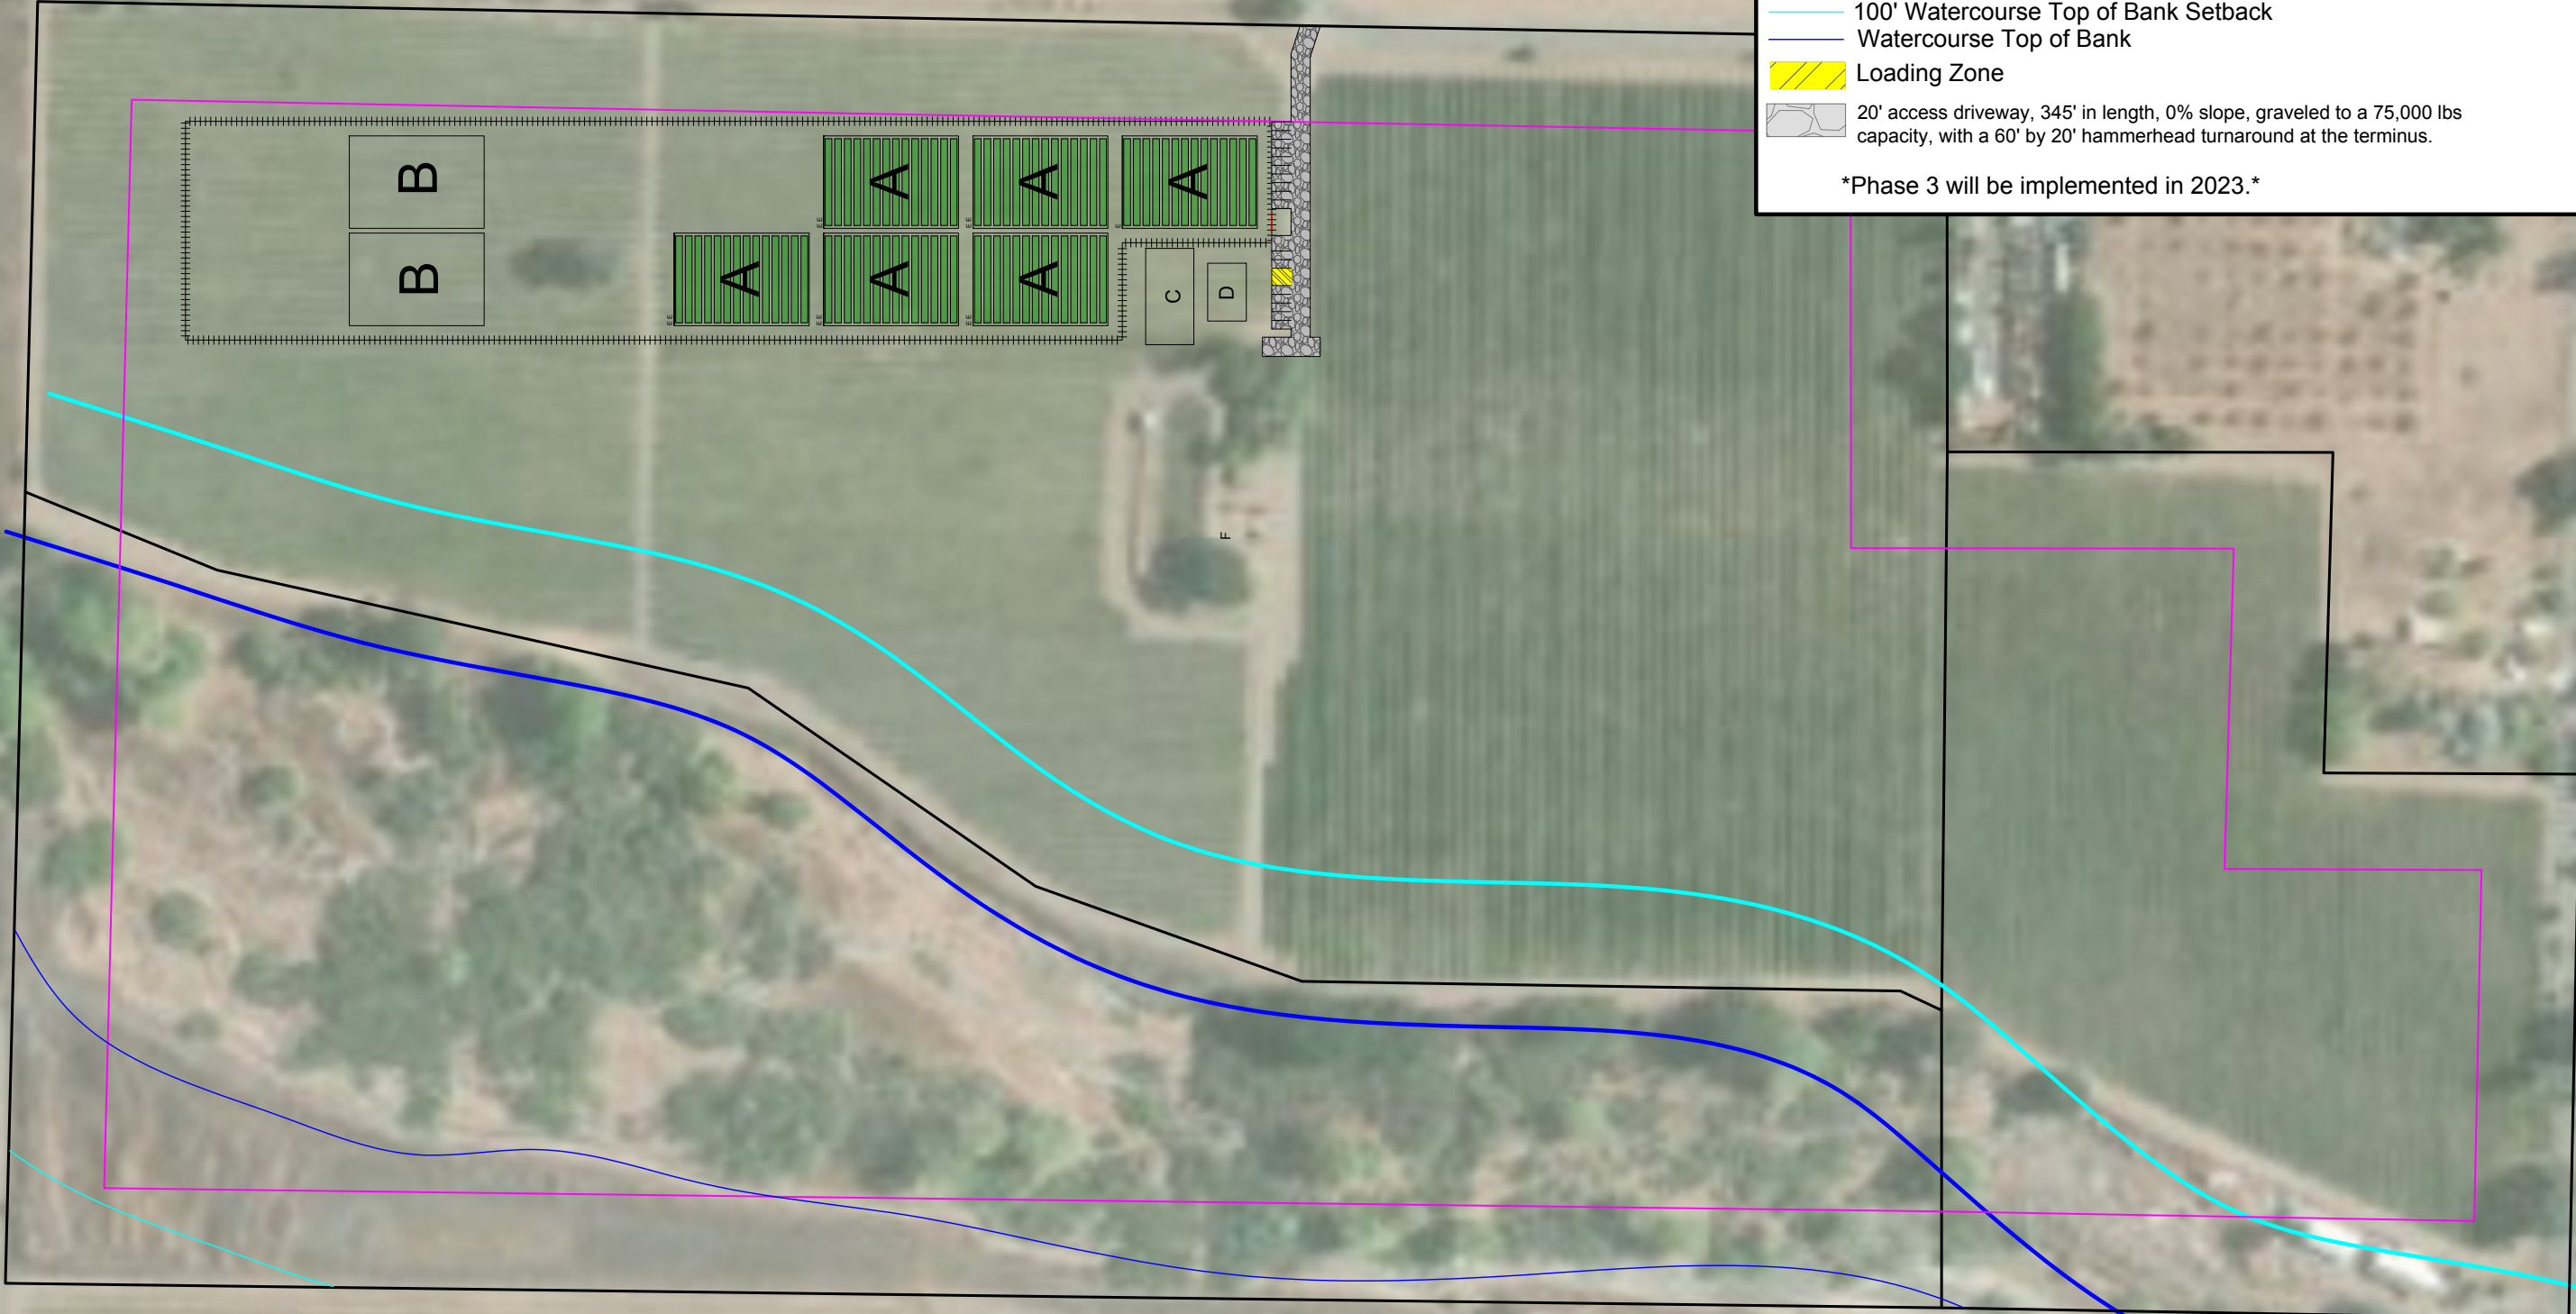 100' Watercourse Top of Bank Setback
Watercourse Top of Bank
Loading Zone
20' access driveway, 345' in length, 0% slope, graveled to a 75,000 lbs
capacity, with a 60' by 20' hammerhead turnaround at the terminus.
*Phase 3 will be implemented in 2023.*
B
A
A
A
E E
E E
E
B
A
A
A
C
D
E E
E E
E E
F